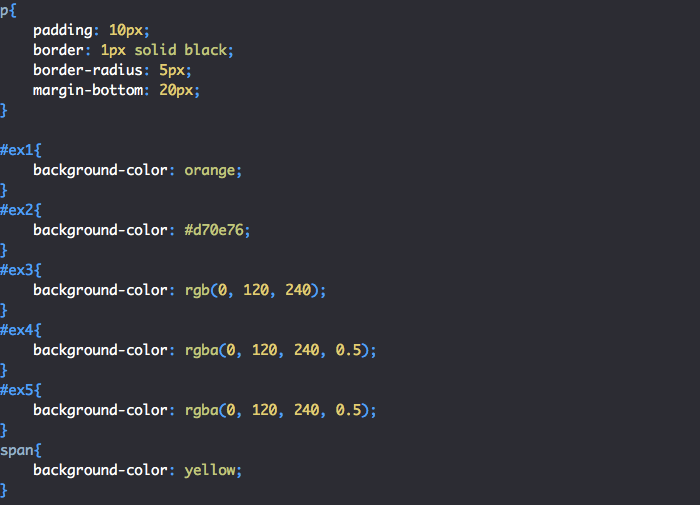 p{
    padding: 10px;
    border: 1px solid black;
    border-radius: 5px;
    margin-bottom: 20px;
}

#ex1{
    background-color: orange;
}
#ex2{
    background-color: #d70e76;
}
#ex3{
    background-color: rgb(0, 120, 240);
}
#ex4{
    background-color: rgba(0, 120, 240, 0.5);
}
#ex5{
    background-color: rgba(0, 120, 240, 0.5);
}
span{
    background-color: yellow;
}